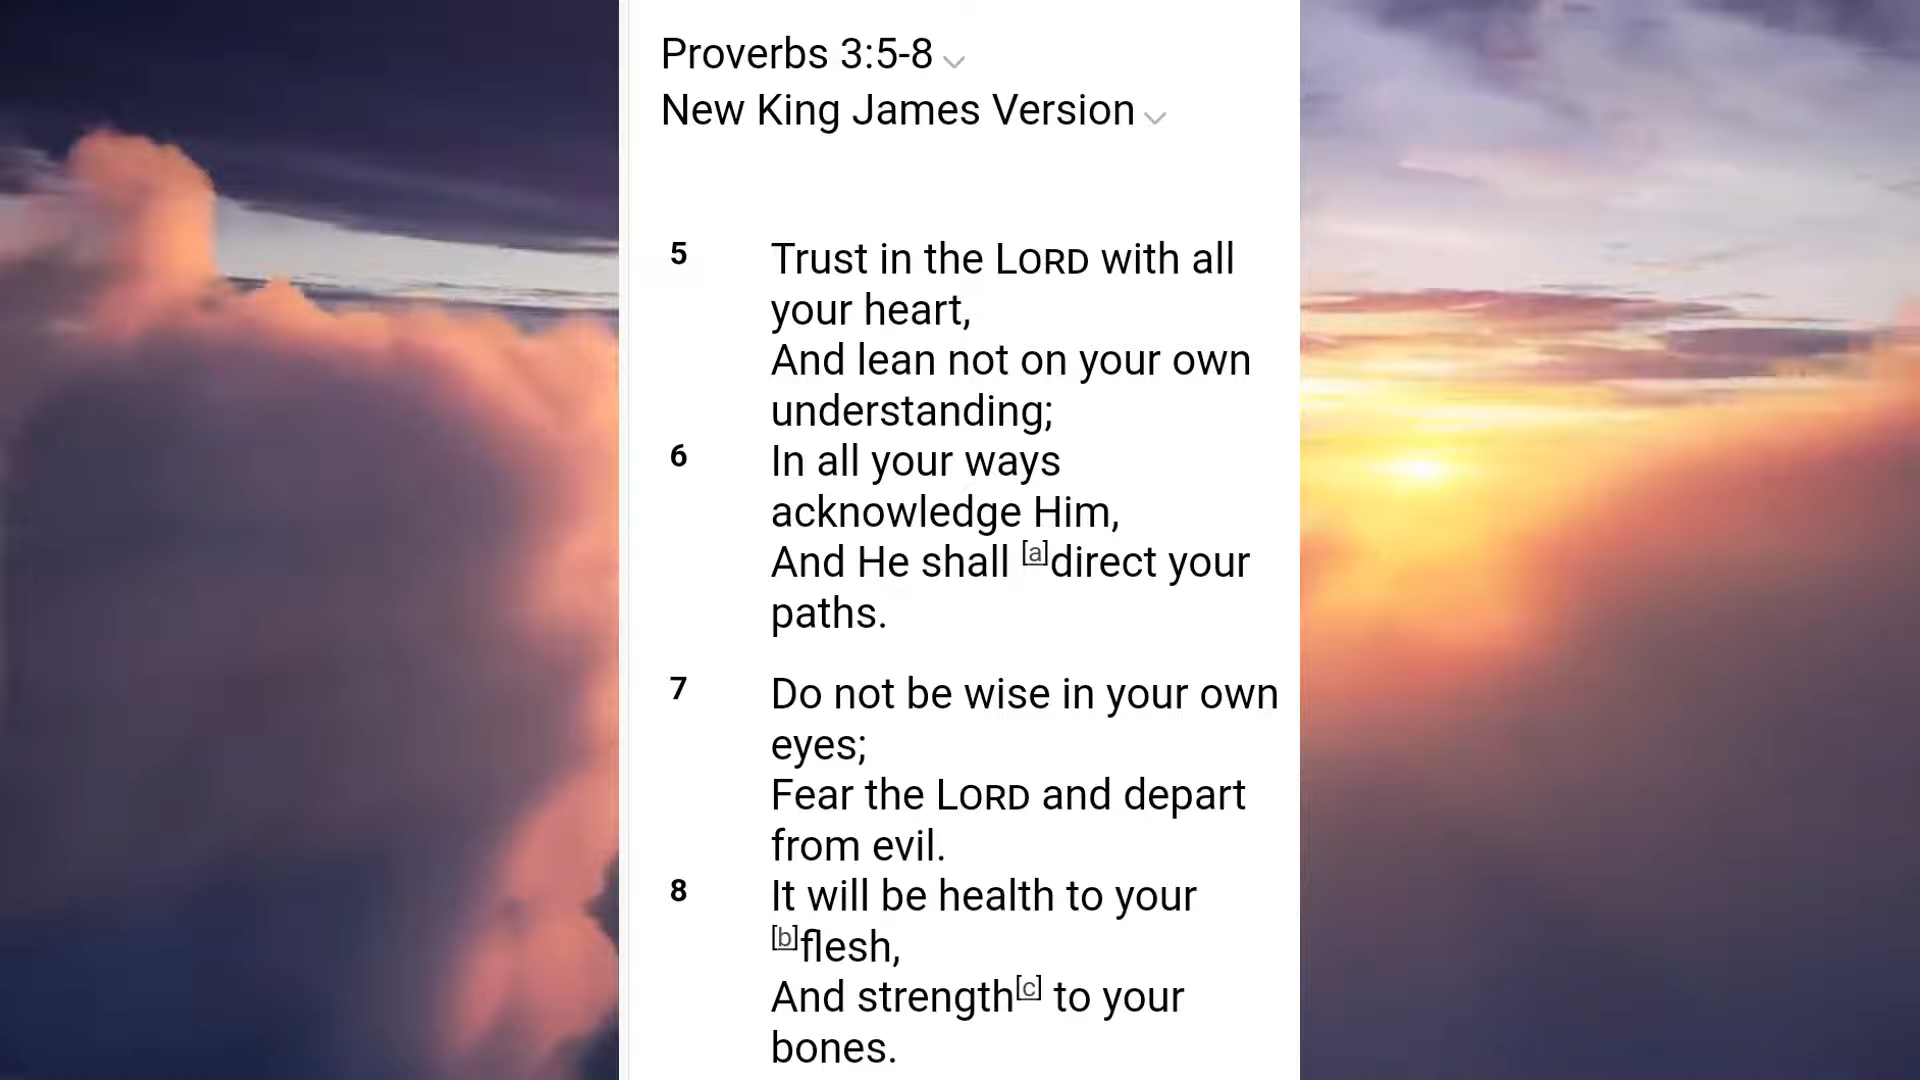 Proverbs 3:5-8
New King James Version
5 Trust in the LORD with all
your heart,
And lean not on your own
understanding;
6 In all your ways
acknowledge Him,
And He shall [a]direct your
paths.
7 Do not be wise in your own
eyes;
Fear the LORD and depart
from evil.
8 It will be health to your
[b]flesh,
And strength[c] to your
bones.